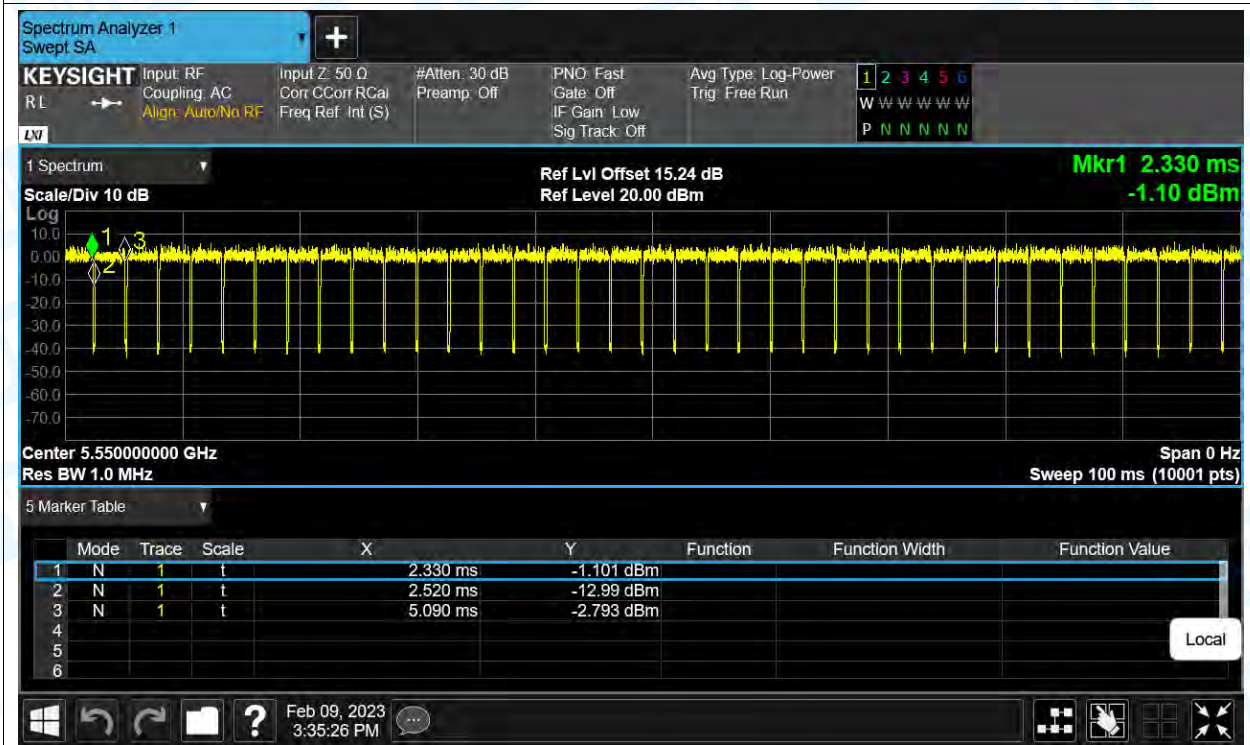 Spectrum Analyzer 1
Swept SA
+
KEYSIGHT Input: RF Input Z: 50 Ω #Atten: 30 dB PNO: Fast Avg Type: Log-Power 1 2 3 4 5 6
RL Coupling: AC Corr CCorr RCal Preamp: Off Gate: Off Trig: Free Run W W W W W W
Align: Auto/No RF Freq Ref: Int (S) IF Gain: Low
LXI Sig Track: Off P N N N N N
1 Spectrum Ref Lvl Offset 15.24 dB Mkr1 2.330 ms
Scale/Div 10 dB Ref Level 20.00 dBm -1.10 dBm
Log
10.0 1 3
0.00
-10.0 2
-20.0
-30.0
-40.0
-50.0
-60.0
-70.0
Center 5.550000000 GHz Span 0 Hz
Res BW 1.0 MHz Sweep 100 ms (10001 pts)
5 Marker Table
Mode Trace Scale X Y Function Function Width Function Value
1 N 1 t 2.330 ms -1.101 dBm
2 N 1 t 2.520 ms -12.99 dBm
3 N 1 t 5.090 ms -2.793 dBm
4
5
6
Local
? Feb 09, 2023
3:35:26 PM